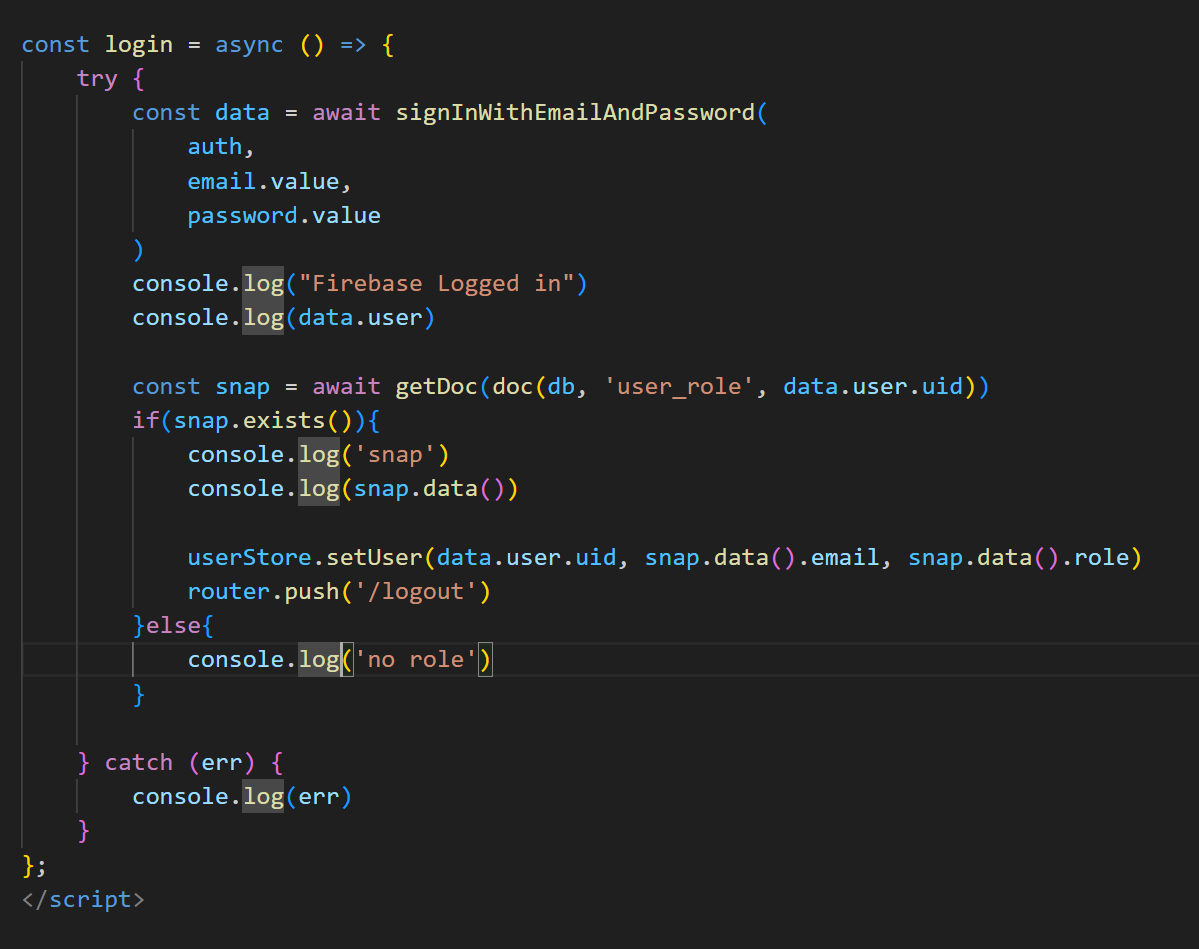 const login = async () => {
    try {
        const data = await signInWithEmailAndPassword(
            auth,
            email.value,
            password.value
        )
        console.log("Firebase Logged in")
        console.log(data.user)

        const snap = await getDoc(doc(db, 'user_role', data.user.uid))
        if(snap.exists()){
            console.log('snap')
            console.log(snap.data())

            userStore.setUser(data.user.uid, snap.data().email, snap.data().role)
            router.push('/logout')
        }else{
            console.log('no role')
        }

    } catch (err) {
        console.log(err)
    }
};
</script>